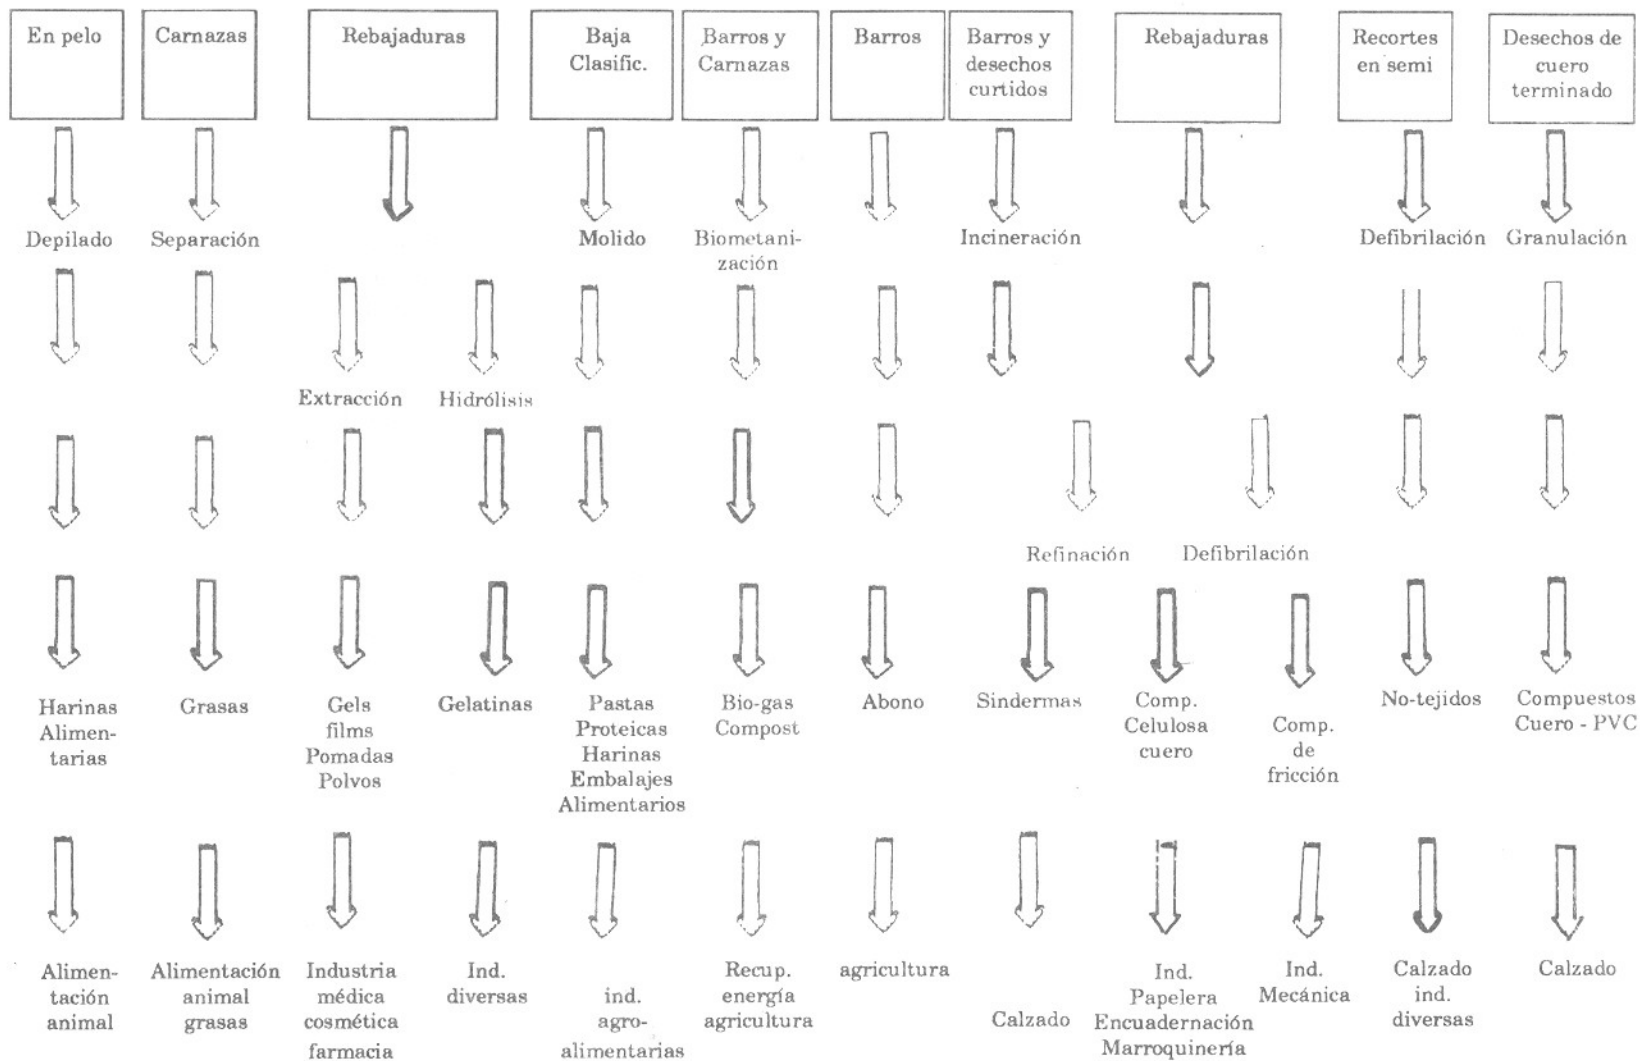 En pelo
Carnazas
Rebajaduras
Baja
Clasific.
Barros y
Carnazas
Barros
Barros y
desechos
curtidos
Rebajaduras
Recortes
en semi
Desechos de
cuero
terminado
Depilado
Separación
Molido
Biometani-
zación
Incineración
Defibrilación
Granulación
Extracción
Hidrólisis
Refinación
Defibrilación
Harinas
Alimen-
tarias
Grasas
Gels
films
Pomadas
Polvos
Gelatinas
Pastas
Proteicas
Harinas
Embalajes
Alimentarios
Bio-gas
Compost
Abono
Sindermas
Comp.
Celulosa
cuero
Comp.
de
fricción
No-tejidos
Compuestos
Cuero - PVC
Alimen-
tación
animal
Alimentación
animal
grasas
Industria
médica
cosmética
farmacia
Ind.
diversas
ind.
agro-
alimentarias
Recup.
energía
agricultura
agricultura
Calzado
Ind.
Papelera
Encuadernación
Marroquinería
Ind.
Mecánica
Calzado
ind.
diversas
Calzado